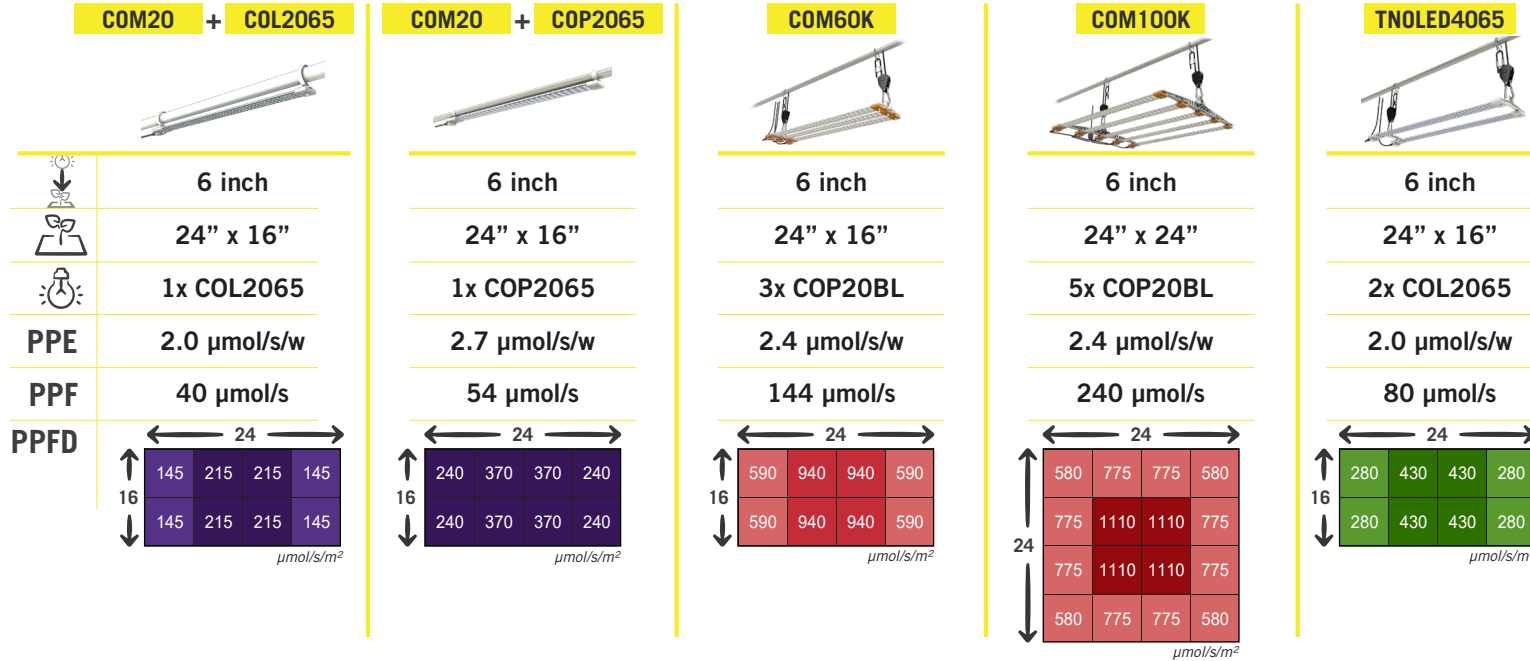 COM20 + COL2065 COM20 + COP2065 COM60K COM100K TNOLED4065
6 inch 6 inch 6 inch 6 inch 6 inch
24” x 16” 24” x 16” 24” x 16” 24” x 24” 24” x 16”
1x COL2065 1x COP2065 3x COP20BL 5x COP20BL 2x COL2065
PPE 2.0 µmol/s/w 2.7 µmol/s/w 2.4 µmol/s/w 2.4 µmol/s/w 2.0 µmol/s/w
PPF 40 µmol/s 54 µmol/s 144 µmol/s 240 µmol/s 80 µmol/s
PPFD
24
16
145 215 215 145
145 215 215 145
µmol/s/m²
24
16
240 370 370 240
240 370 370 240
µmol/s/m²
24
16
590 940 940 590
590 940 940 590
µmol/s/m²
24
24
580 775 775 580
775 1110 1110 775
775 1110 1110 775
580 775 775 580
µmol/s/m²
24
16
280 430 430 280
280 430 430 280
µmol/s/m